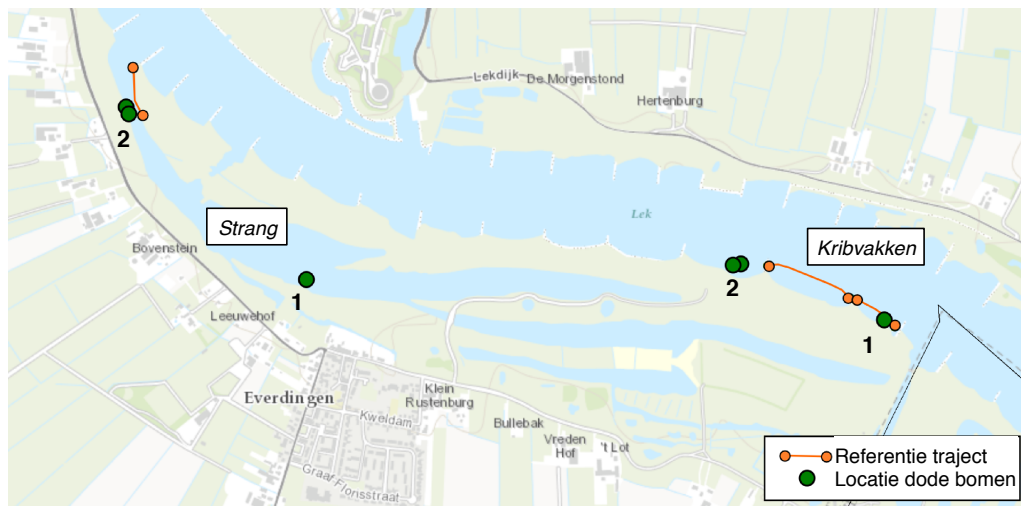 Lekdijk
De Morgenstond
Hertenburg
2
Strang
Lek
Kribvakken
Bovenstein
1
2
Leeuwehof
1
Everdingen
Klein
Rustenburg
Kweldam
Bullebak
Vreden
Hof
't Lot
Graaf Florisstraat
Referentie traject
Locatie dode bomen